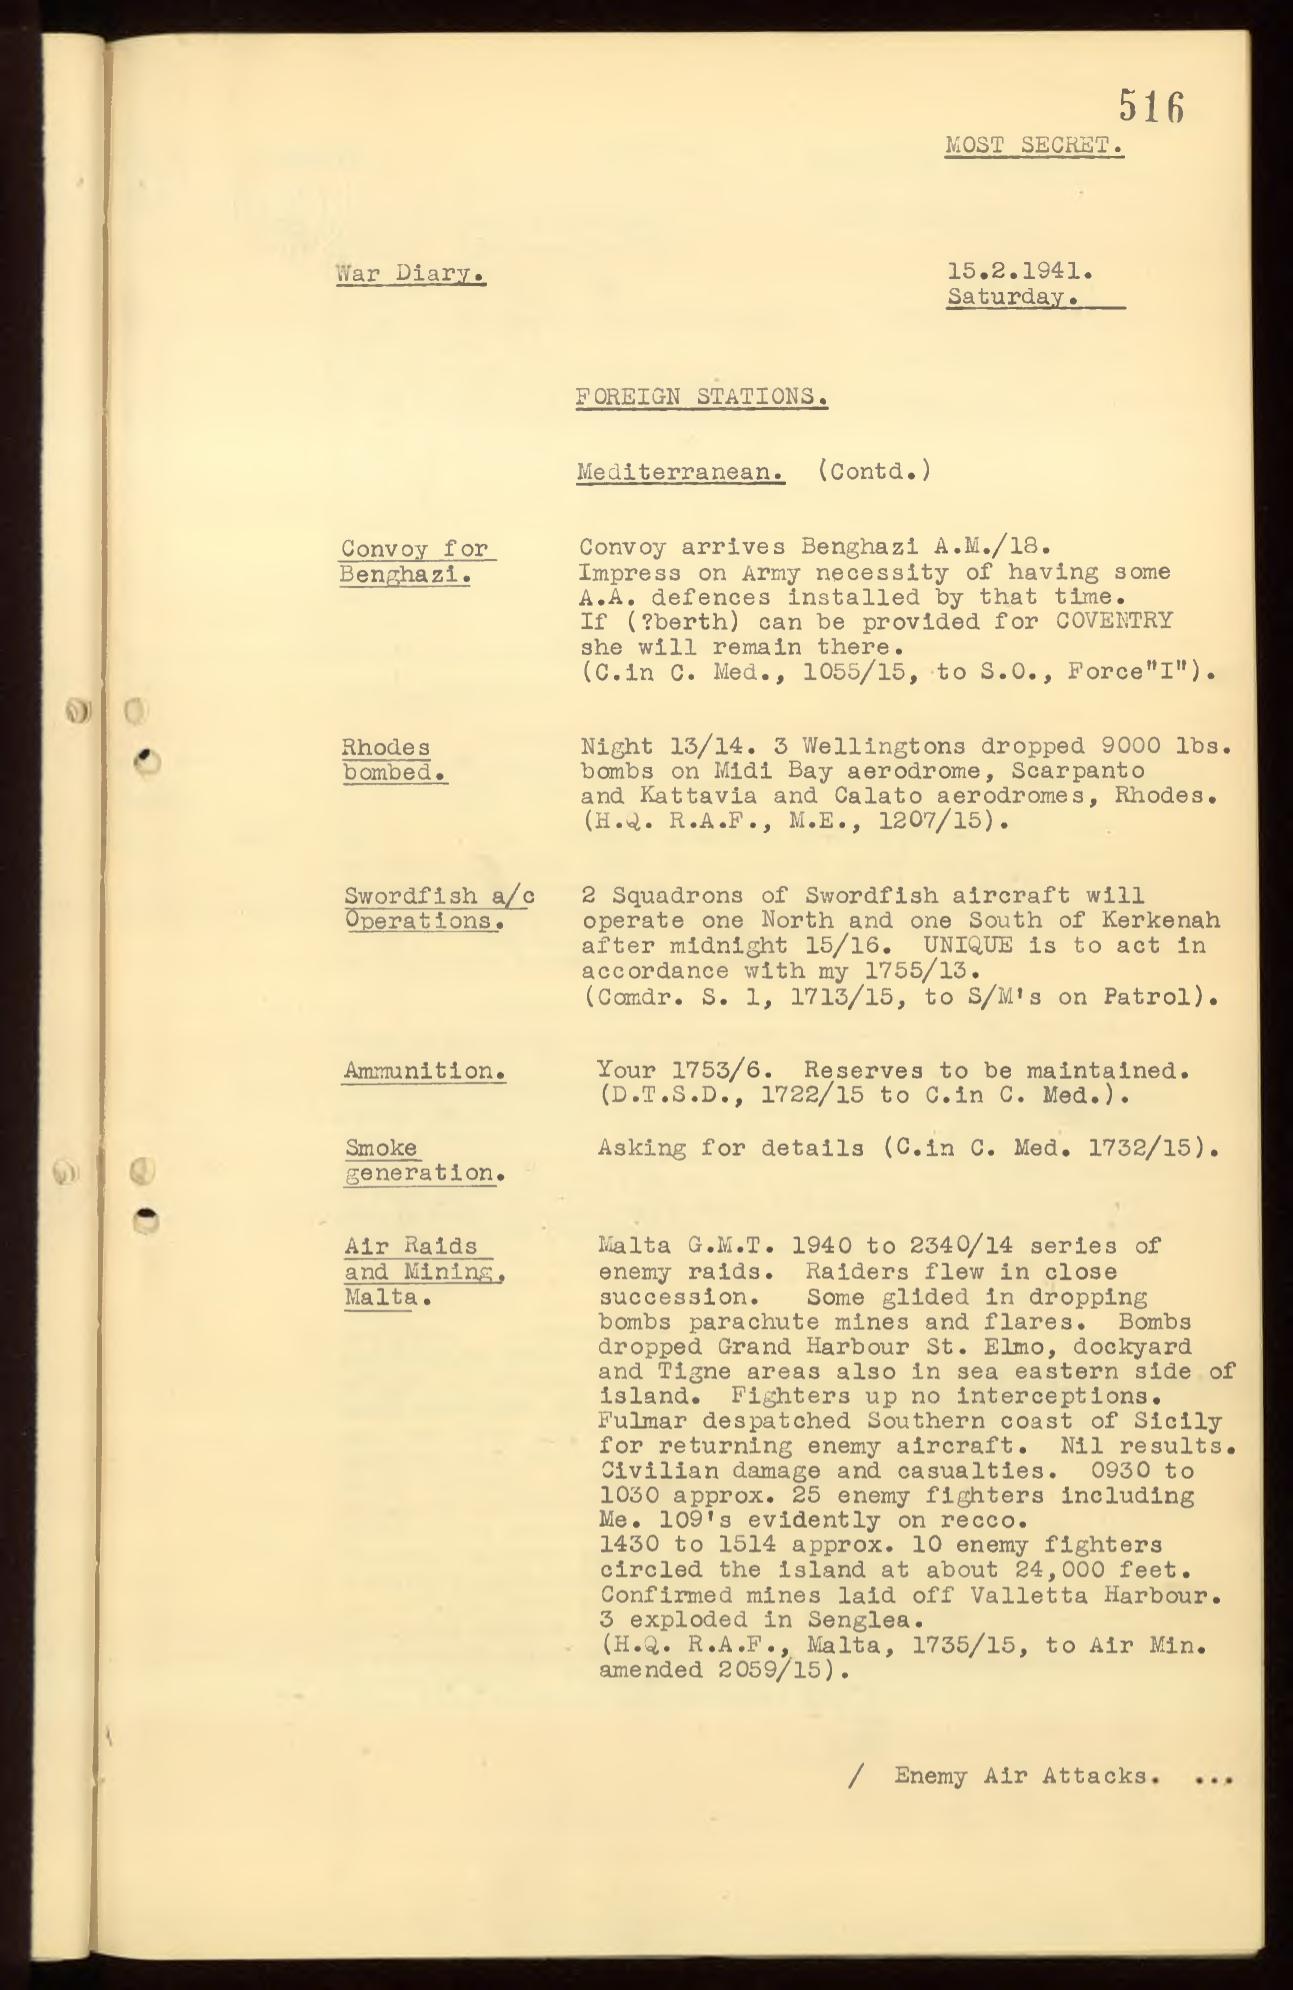 516
MOST SECRET.
War Diary.
15.2.1941.
Saturday.
FOREIGN STATIONS.
Mediterranean. (Contd.)
Convoy for
Benghazi.
Convoy arrives Benghazi A.M./18.
Impress on Army necessity of having some
A.A. defences installed by that time.
If (?berth) can be provided for COVENTRY
she will remain there.
(C.in C. Med., 1055/15, to S.O., Force"I").
Rhodes
bombed.
Night 13/14. 3 Wellingtons dropped 9000 lbs.
bombs on Midi Bay aerodrome, Scarpanto
and Kattavia and Calato aerodromes, Rhodes.
(H.Q. R.A.F., M.E., 1207/15).
Swordfish a/c
Operations.
2 Squadrons of Swordfish aircraft will
operate one North and one South of Kerkenah
after midnight 15/16. UNIQUE is to act in
accordance with my 1755/13.
(Comdr. S. 1, 1713/15, to S/M's on Patrol).
Ammunition.
Your 1753/6. Reserves to be maintained.
(D.T.S.D., 1722/15 to C.in C. Med.).
Smoke
generation.
Asking for details (C.in C. Med. 1732/15).
Air Raids
and Mining,
Malta.
Malta G.M.T. 1940 to 2340/14 series of
enemy raids. Raiders flew in close
succession. Some glided in dropping
bombs parachute mines and flares. Bombs
dropped Grand Harbour St. Elmo, dockyard
and Tigne areas also in sea eastern side of
island. Fighters up no interceptions.
Fulmar despatched Southern coast of Sicily
for returning enemy aircraft. Nil results.
Civilian damage and casualties. 0930 to
1030 approx. 25 enemy fighters including
Me. 109's evidently on recco.
1430 to 1514 approx. 10 enemy fighters
circled the island at about 24,000 feet.
Confirmed mines laid off Valletta Harbour.
3 exploded in Senglea.
(H.Q. R.A.F., Malta, 1735/15, to Air Min.
amended 2059/15).
/ Enemy Air Attacks. ...